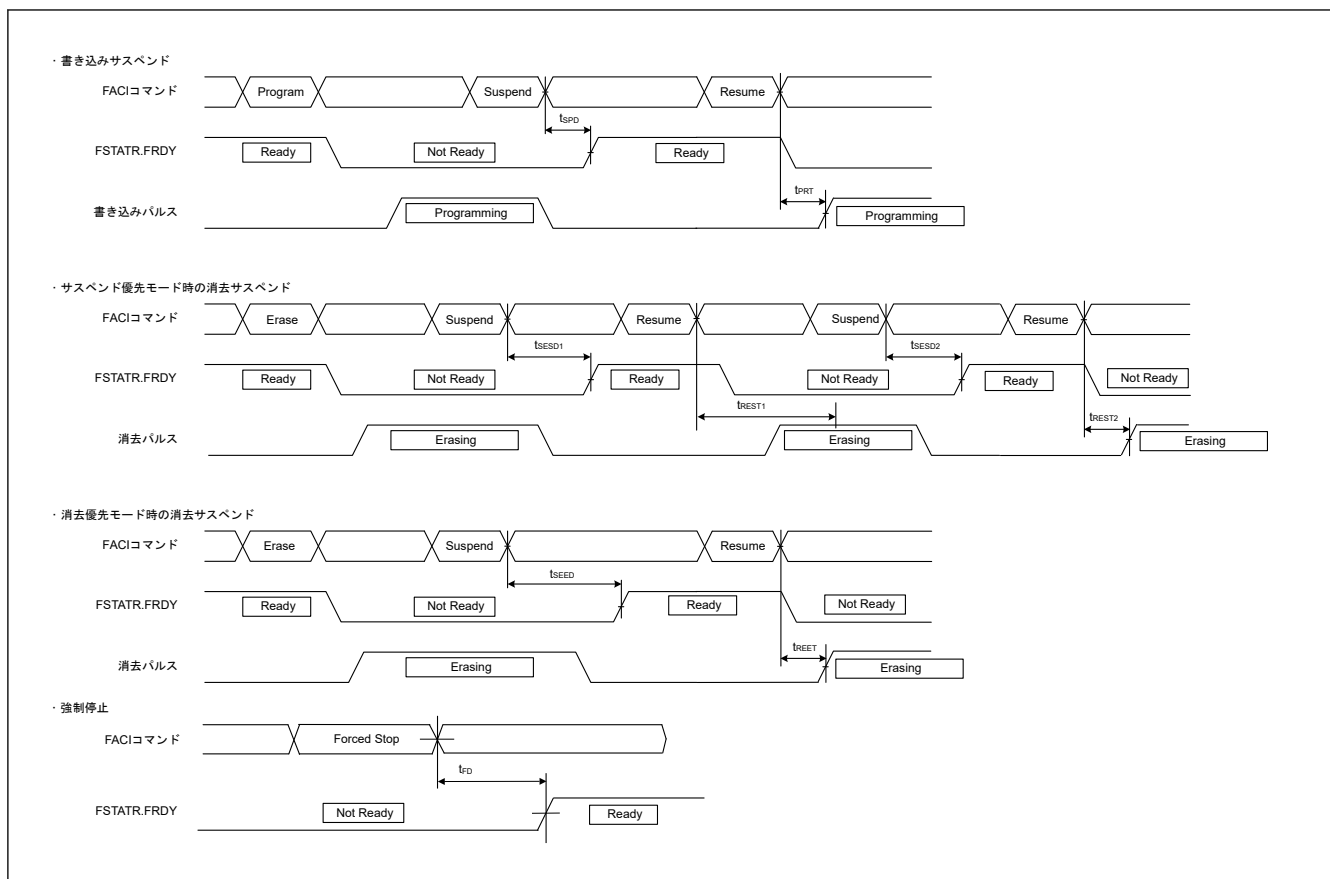 ・書き込みサスペンド
FACIコマンド
Program
Suspend
Resume
tSPD
FSTATR.FRDY
Ready
Not Ready
Ready
tPRT
書き込みパルス
Programming
Programming
・サスペンド優先モード時の消去サスペンド
FACIコマンド
Erase
Suspend
Resume
Suspend
Resume
tSESD1
tSESD2
FSTATR.FRDY
Ready
Not Ready
Ready
Not Ready
Ready
Not Ready
tREST1
tREST2
消去パルス
Erasing
Erasing
Erasing
・消去優先モード時の消去サスペンド
FACIコマンド
Erase
Suspend
Resume
tSEED
FSTATR.FRDY
Ready
Not Ready
Ready
Not Ready
tREET
消去パルス
Erasing
Erasing
・強制停止
FACIコマンド
Forced Stop
tFD
FSTATR.FRDY
Not Ready
Ready